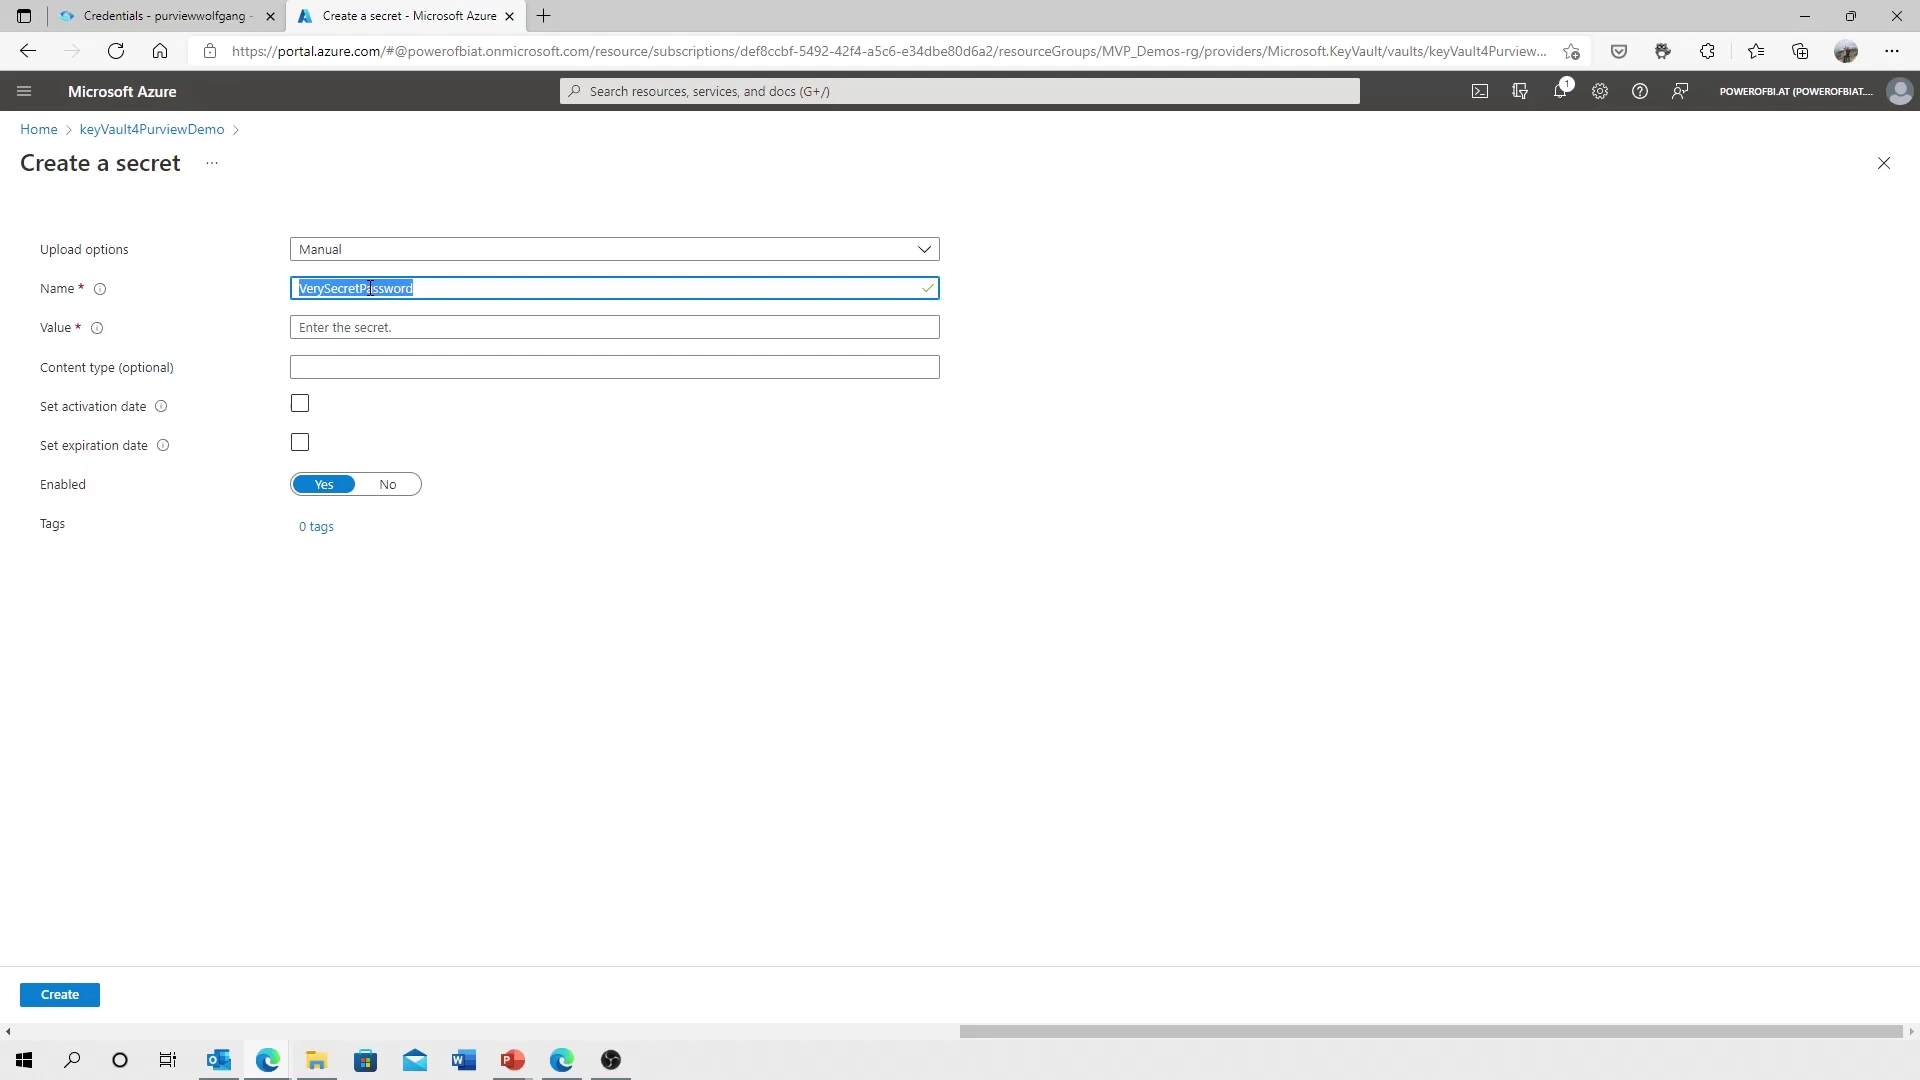 Credentials - purviewwolfgang -
Create a secret - Microsoft Azure
https://portal.azure.com/#@powerofbiat.onmicrosoft.com/resource/subscriptions/def8ccbf-5492-42f4-a5c6-e34dbe80d6a2/resourceGroups/MVP_Demos-rg/providers/Microsoft.KeyVault/vaults/keyVault4Purview...
Microsoft Azure
Search resources, services, and docs (G+/)
1
POWEROFBI.AT (POWEROFBIAT....
Home > keyVault4PurviewDemo >
Create a secret ...
Upload options
Manual
Name *
VerySecretPassword
Value *
Enter the secret.
Content type (optional)
Set activation date
Set expiration date
Enabled
Yes No
Tags
0 tags
Create